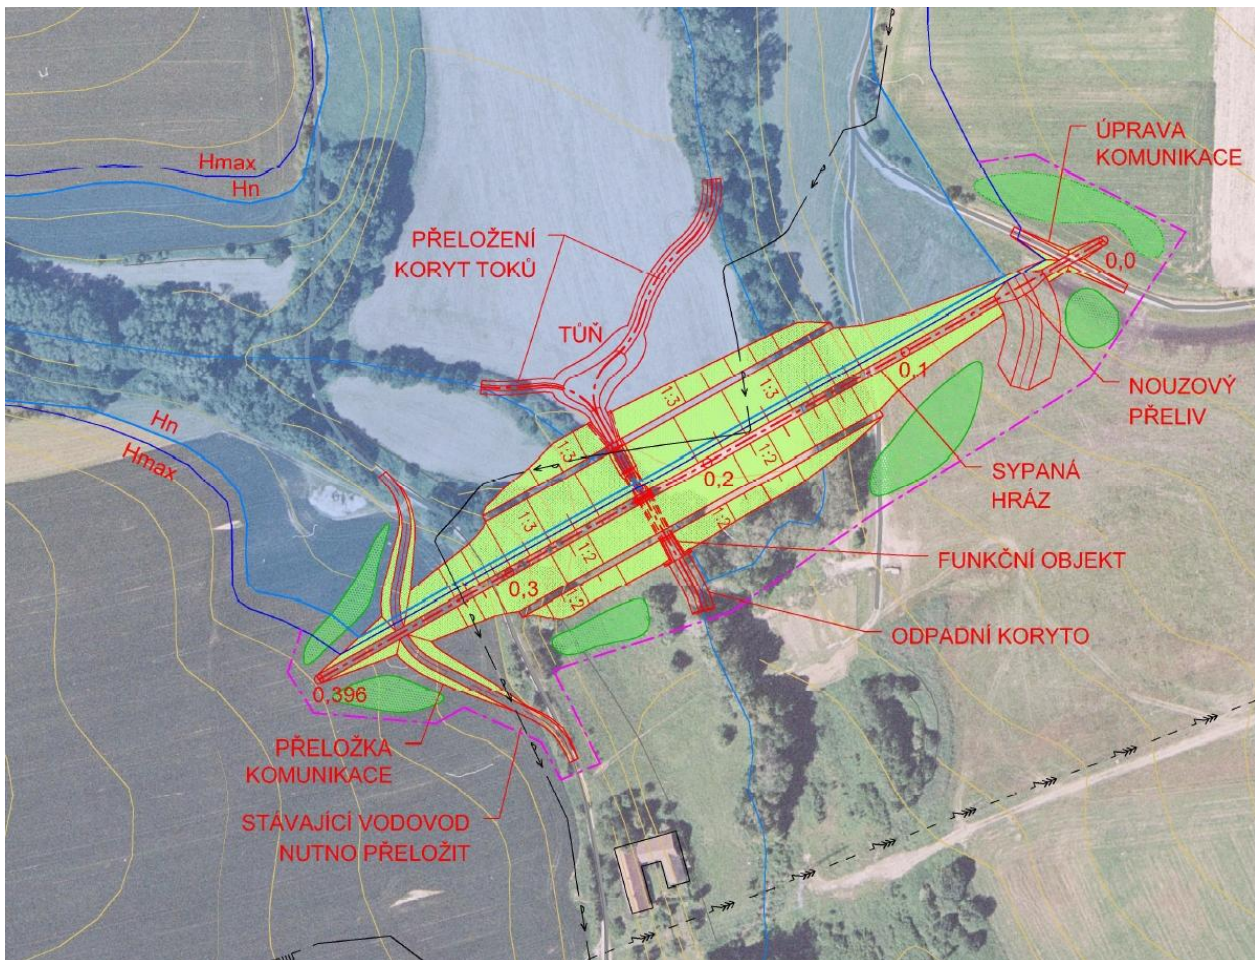 ÚPRAVA
KOMUNIKACE
Hmax
Hn
PŘELOŽENÍ
KORYT TOKŮ
0,0
TŮŇ
0,1
NOUZOVÝ
PŘELIV
1:3
1:3
Hn
Hmax
1:3
1:2
0,2
SYPANÁ
HRÁZ
1:3
1:2
1:2
FUNKČNÍ OBJEKT
0,3
1:2
ODPADNÍ KORYTO
0,396
PŘELOŽKA
KOMUNIKACE
STÁVAJÍCÍ VODOVOD
NUTNO PŘELOŽIT